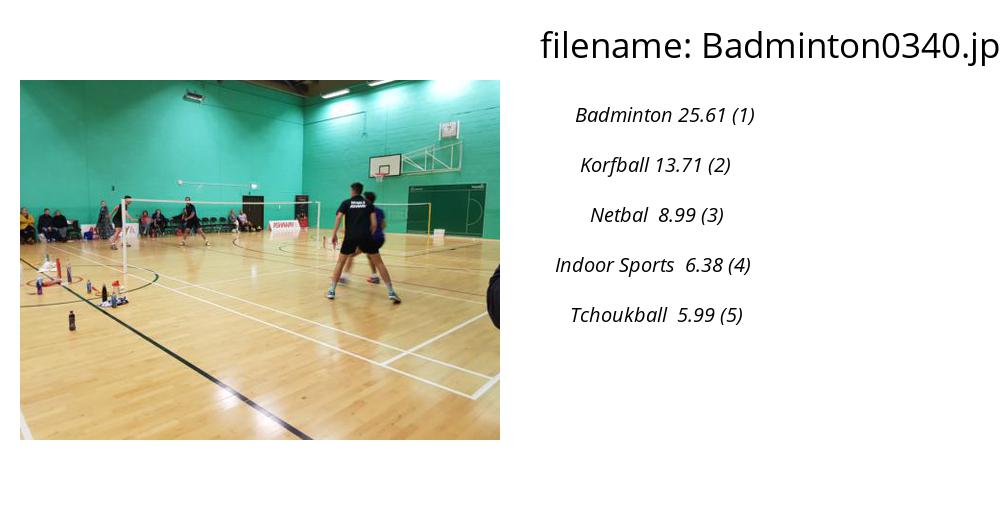 filename: Badminton0340.jp
Badminton 25.61 (1)
Korfball 13.71 (2)
Netbal 8.99 (3)
Indoor Sports 6.38 (4)
Tchoukball 5.99 (5)